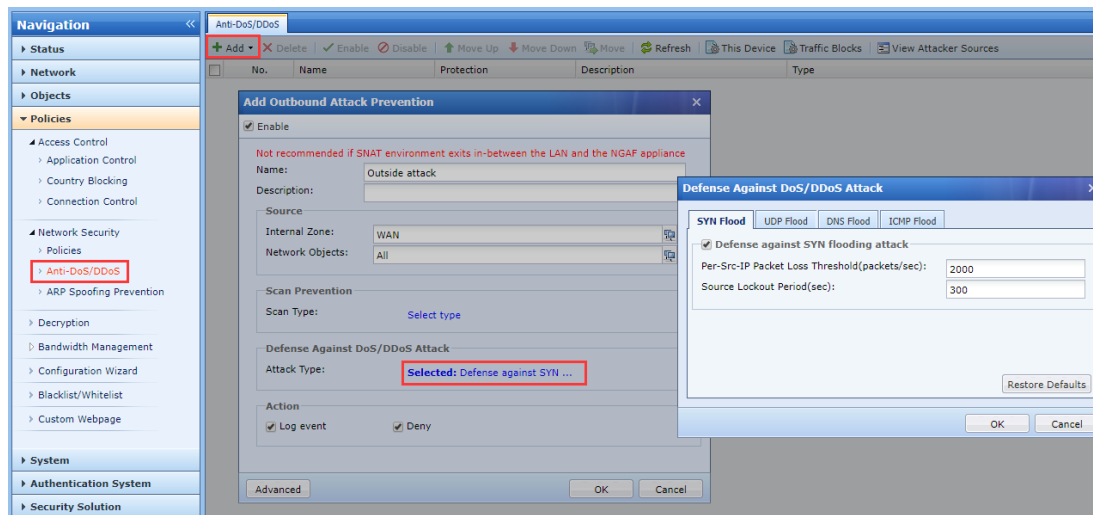 Navigation
Status
Network
Objects
Policies
Access Control
Application Control
Country Blocking
Connection Control
Network Security
Policies
Anti-DoS/DDoS
ARP Spoofing Prevention
Decryption
Bandwidth Management
Configuration Wizard
Blacklist/Whitelist
Custom Webpage
System
Authentication System
Security Solution
Anti-DoS/DDoS
Add Delete Enable Disable Move Up Move Down Move Refresh This Device Traffic Blocks View Attacker Sources
No. Name Protection Description Type
Add Outbound Attack Prevention
Enable
Not recommended if SNAT environment exits in-between the LAN and the NGAF appliance
Name: Outside attack
Description:
Source
Internal Zone: WAN
Network Objects: All
Scan Prevention
Scan Type: Select type
Defense Against DoS/DDoS Attack
Attack Type: Selected: Defense against SYN ...
Action
Log event Deny
Advanced OK Cancel
Defense Against DoS/DDoS Attack
SYN Flood UDP Flood DNS Flood ICMP Flood
Defense against SYN flooding attack
Per-Src-IP Packet Loss Threshold(packets/sec): 2000
Source Lockout Period(sec): 300
Restore Defaults
OK Cancel